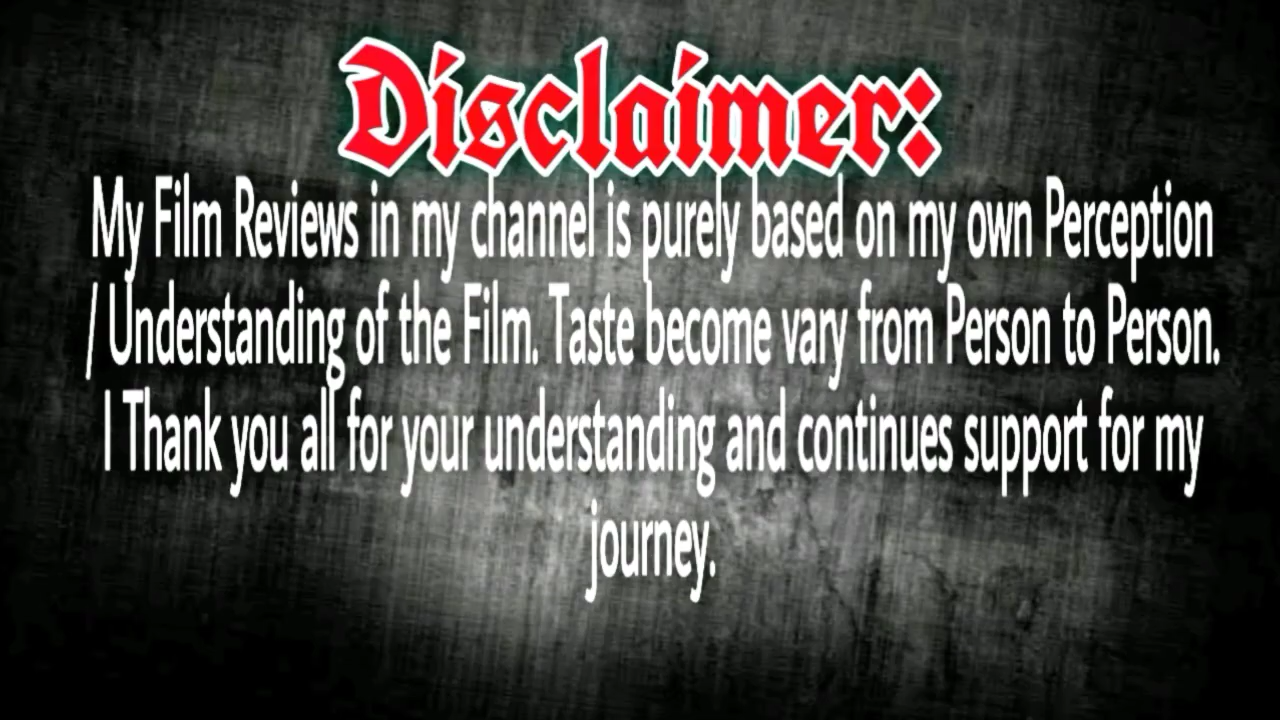 Disclaimer:
My Film Reviews in my channel is purely based on my own Perception
/ Understanding of the Film. Taste become vary from Person to Person.
I Thank you all for your understanding and continues support for my
journey.